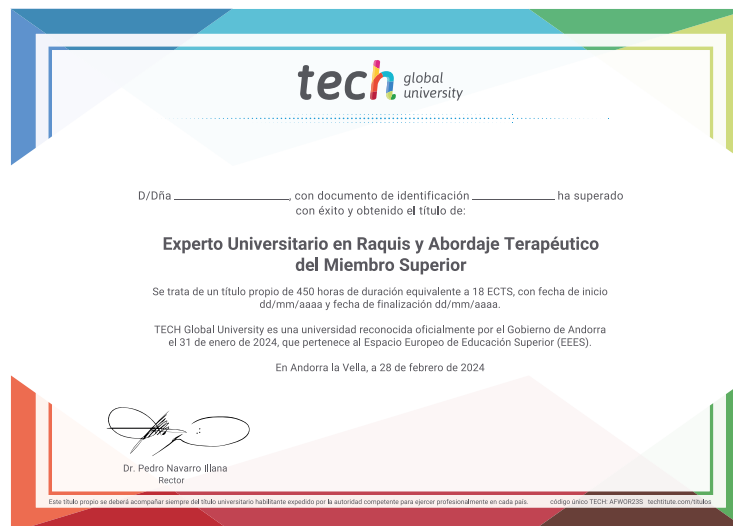 tech global university
D/Dña ____________, con documento de identificación ____________ ha superado
con éxito y obtenido el título de:
Experto Universitario en Raquis y Abordaje Terapéutico
del Miembro Superior
Se trata de un título propio de 450 horas de duración equivalente a 18 ECTS, con fecha de inicio
dd/mm/aaaa y fecha de finalización dd/mm/aaaa.
TECH Global University es una universidad reconocida oficialmente por el Gobierno de Andorra
el 31 de enero de 2024, que pertenece al Espacio Europeo de Educación Superior (EEES).
En Andorra la Vella, a 28 de febrero de 2024
Dr. Pedro Navarro Illana
Rector
Este título propio se deberá acompañar siempre del título universitario habilitante expedido por la autoridad competente para ejercer profesionalmente en cada país. código único TECH: AFWOR23S techtitute.com/titulos